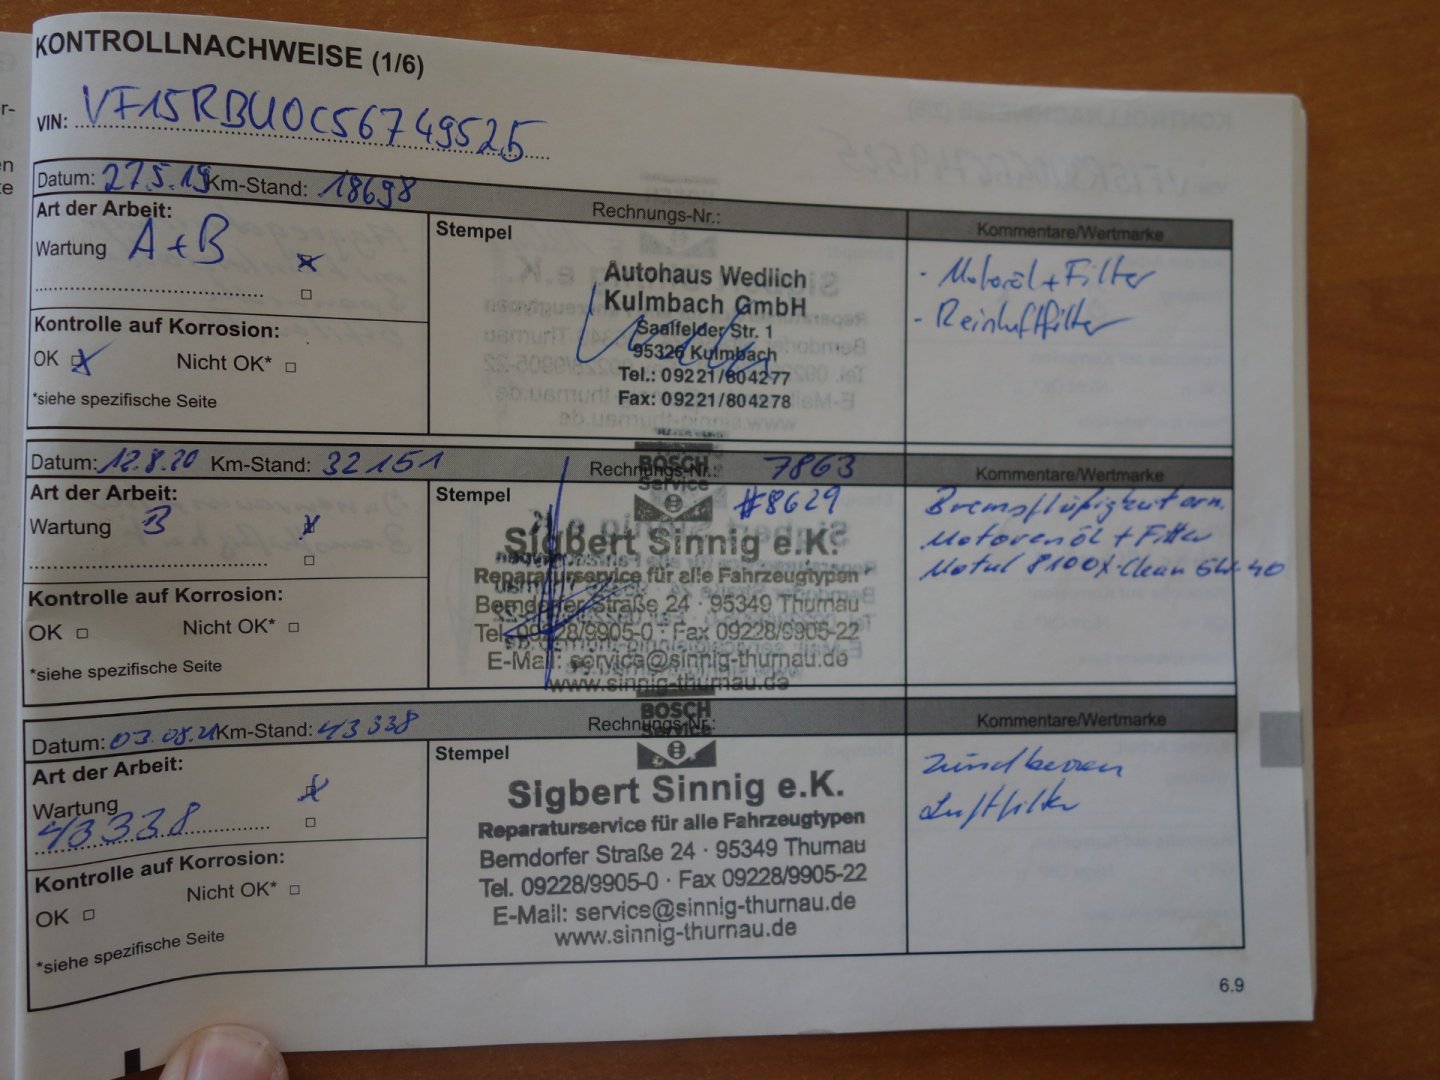 KONTROLLNACHWEISE (1/6)
VIN: VF15RBU0C56749525
Datum: 27.5.19 Km-Stand: 18698 Rechnungs-Nr.:
Art der Arbeit:
Wartung A+B
Kontrolle auf Korrosion:
OK Nicht OK*
*siehe spezifische Seite
Stempel
Autohaus Wedlich
Kulmbach GmbH
Saalfelder Str. 1
95326 Kulmbach
Tel.: 09221/804277
Fax: 09221/804278
Kommentare/Wertmarke
- Motoröl + Filter
- Reinluftfilter
Datum: 12.8.20 Km-Stand: 32151 Rechnungs-Nr.: 7863
#8629
Art der Arbeit:
Wartung B
Kontrolle auf Korrosion:
OK Nicht OK*
*siehe spezifische Seite
Stempel
BOSCH
Service
Sigbert Sinnig e.K.
Reparaturservice für alle Fahrzeugtypen
Berndorfer Straße 24 · 95349 Thurnau
Tel. 09228/9905-0 · Fax 09228/9905-22
E-Mail: service@sinnig-thurnau.de
www.sinnig-thurnau.de
Kommentare/Wertmarke
Bremsflüßigkeit ern.
Motorenöl + Filter
Motul 8100 X-Clean 5W-40
Datum: 03.08.21 Km-Stand: 43338 Rechnungs-Nr.:
Art der Arbeit:
Wartung
43338
Kontrolle auf Korrosion:
OK Nicht OK*
*siehe spezifische Seite
Stempel
BOSCH
Service
Sigbert Sinnig e.K.
Reparaturservice für alle Fahrzeugtypen
Berndorfer Straße 24 · 95349 Thurnau
Tel. 09228/9905-0 · Fax 09228/9905-22
E-Mail: service@sinnig-thurnau.de
www.sinnig-thurnau.de
Kommentare/Wertmarke
Zündkerzen
Luftfilter
6.9